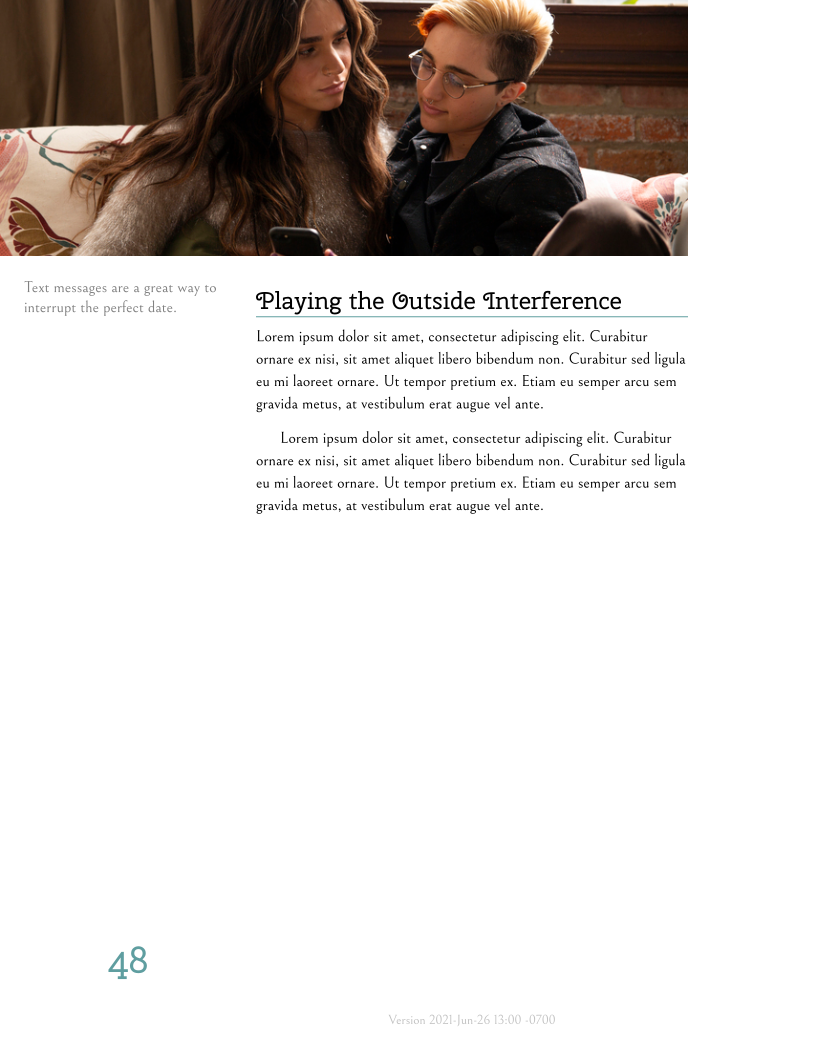 Text messages are a great way to
interrupt the perfect date.
Playing the Outside Interference
Lorem ipsum dolor sit amet, consectetur adipiscing elit. Curabitur
ornare ex nisi, sit amet aliquet libero bibendum non. Curabitur sed ligula
eu mi laoreet ornare. Ut tempor pretium ex. Etiam eu semper arcu sem
gravida metus, at vestibulum erat augue vel ante.
Lorem ipsum dolor sit amet, consectetur adipiscing elit. Curabitur
ornare ex nisi, sit amet aliquet libero bibendum non. Curabitur sed ligula
eu mi laoreet ornare. Ut tempor pretium ex. Etiam eu semper arcu sem
gravida metus, at vestibulum erat augue vel ante.
48
Version 2021-Jun-26 13:00 -0700